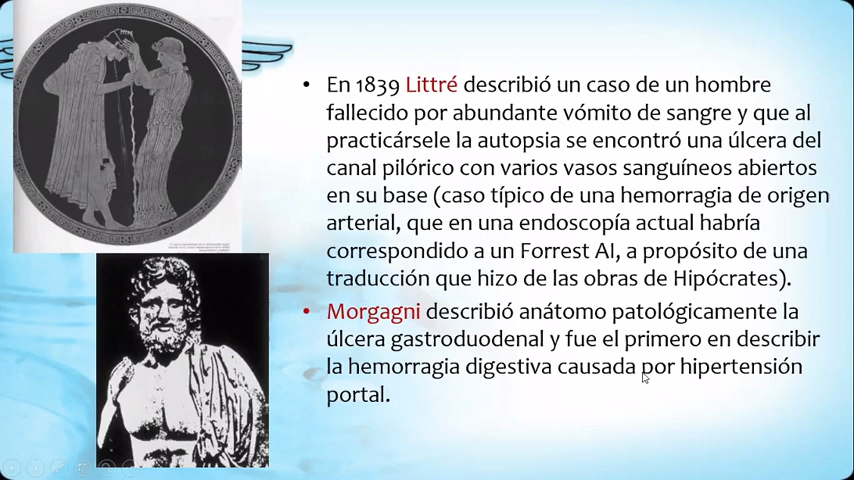 • En 1839 Littré describió un caso de un hombre
fallecido por abundante vómito de sangre y que al
practicársele la autopsia se encontró una úlcera del
canal pilórico con varios vasos sanguíneos abiertos
en su base (caso típico de una hemorragia de origen
arterial, que en una endoscopía actual habría
correspondido a un Forrest AI, a propósito de una
traducción que hizo de las obras de Hipócrates).
• Morgagni describió anátomo patológicamente la
úlcera gastroduodenal y fue el primero en describir
la hemorragia digestiva causada por hipertensión
portal.